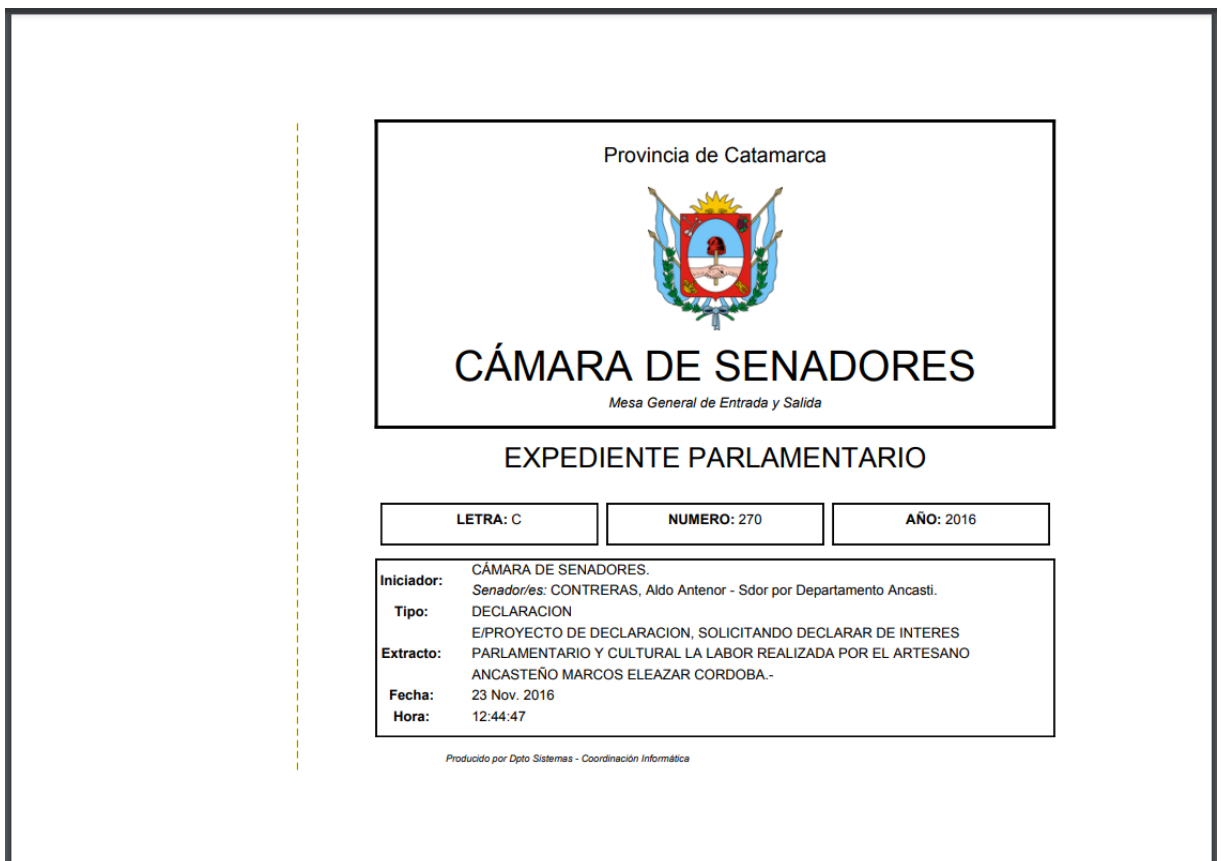 Provincia de Catamarca
CÁMARA DE SENADORES
Mesa General de Entrada y Salida
EXPEDIENTE PARLAMENTARIO
LETRA: C NUMERO: 270 AÑO: 2016
Iniciador: CÁMARA DE SENADORES.
Senador/es: CONTRERAS, Aldo Antenor - Sdor por Departamento Ancasti.
Tipo: DECLARACION
Extracto: E/PROYECTO DE DECLARACION, SOLICITANDO DECLARAR DE INTERES
PARLAMENTARIO Y CULTURAL LA LABOR REALIZADA POR EL ARTESANO
ANCASTEÑO MARCOS ELEAZAR CORDOBA.-
Fecha: 23 Nov. 2016
Hora: 12:44:47
Producido por Dpto Sistemas - Coordinación Informática